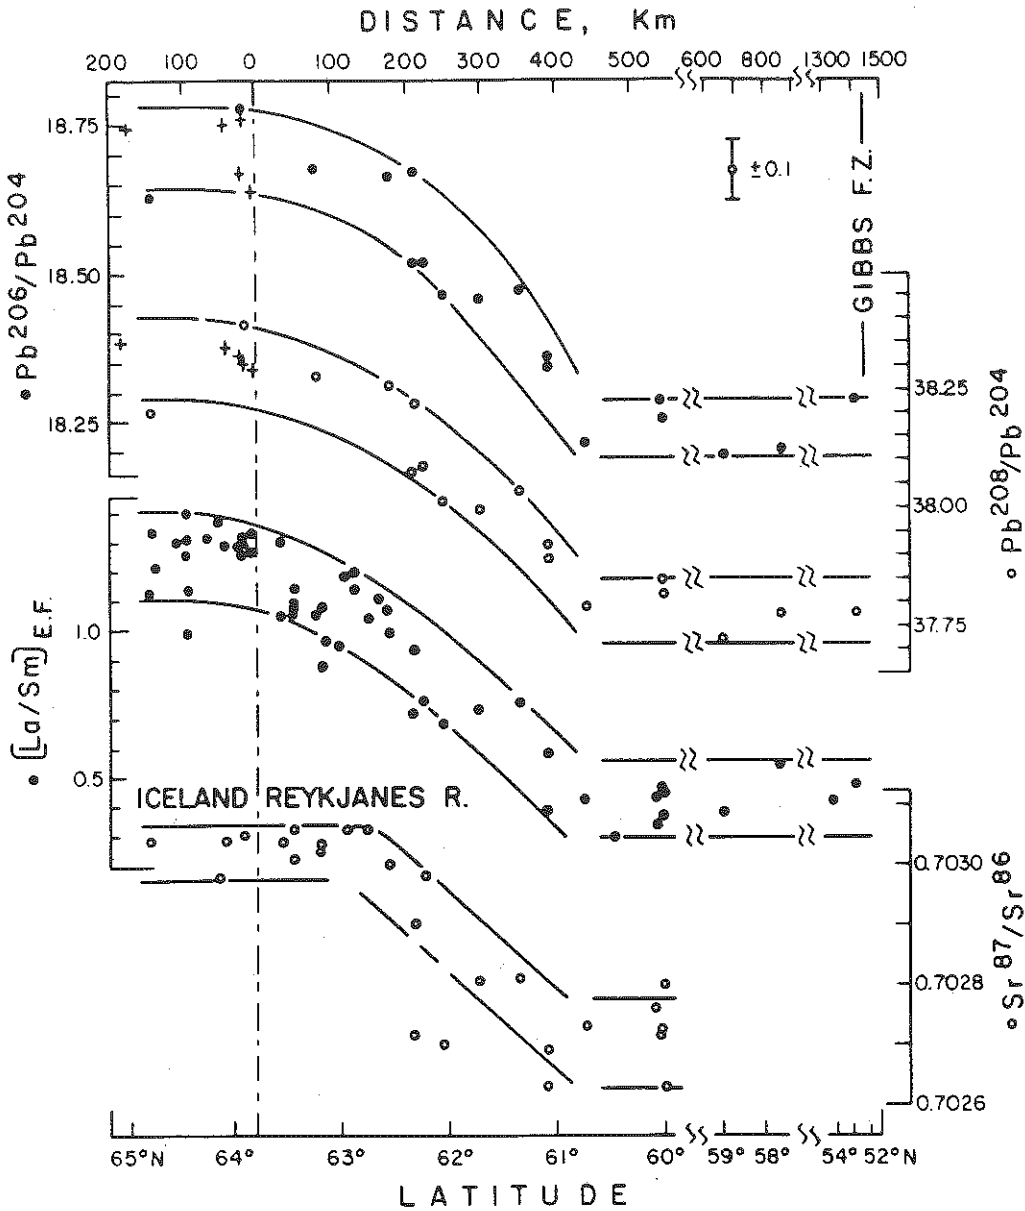 DISTANCE, Km
200 100 0 100 200 300 400 500 600 800 1300 1500
18.75
18.50
18.25
• Pb206/Pb204
±0.1
GIBBS F.Z.
38.25
38.00
37.75
o Pb208/Pb204
1.0
0.5
• [La/Sm] E.F.
ICELAND REYKJANES R.
0.7030
0.7028
0.7026
o Sr87/Sr86
65°N 64° 63° 62° 61° 60° 59° 58° 54° 52°N
LATITUDE